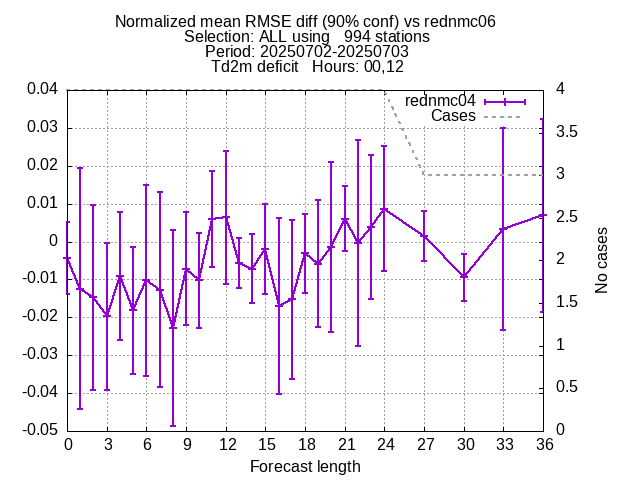 Normalized mean RMSE diff (90% conf) vs rednmc06
Selection: ALL using   994 stations
Period: 20250702-20250703
Td2m deficit   Hours: 00,12
rednmc04
Cases
0.04
0.03
0.02
0.01
0
-0.01
-0.02
-0.03
-0.04
-0.05
4
3.5
3
2.5
2
1.5
1
0.5
0
No cases
0 3 6 9 12 15 18 21 24 27 30 33 36
Forecast length